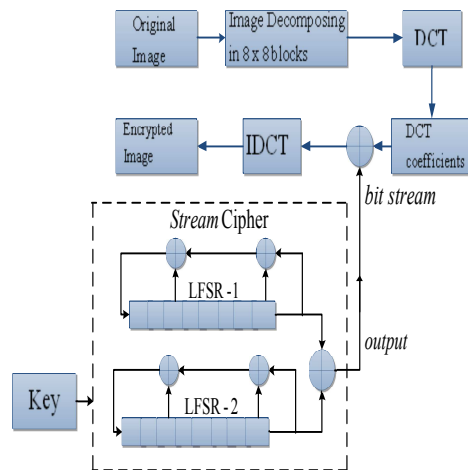 Original
Image
Image Decomposing
in 8 x 8 blocks
DCT
Encrypted
Image
IDCT
DCT
coefficients
bit stream
Stream Cipher
LFSR - 1
output
Key
LFSR - 2